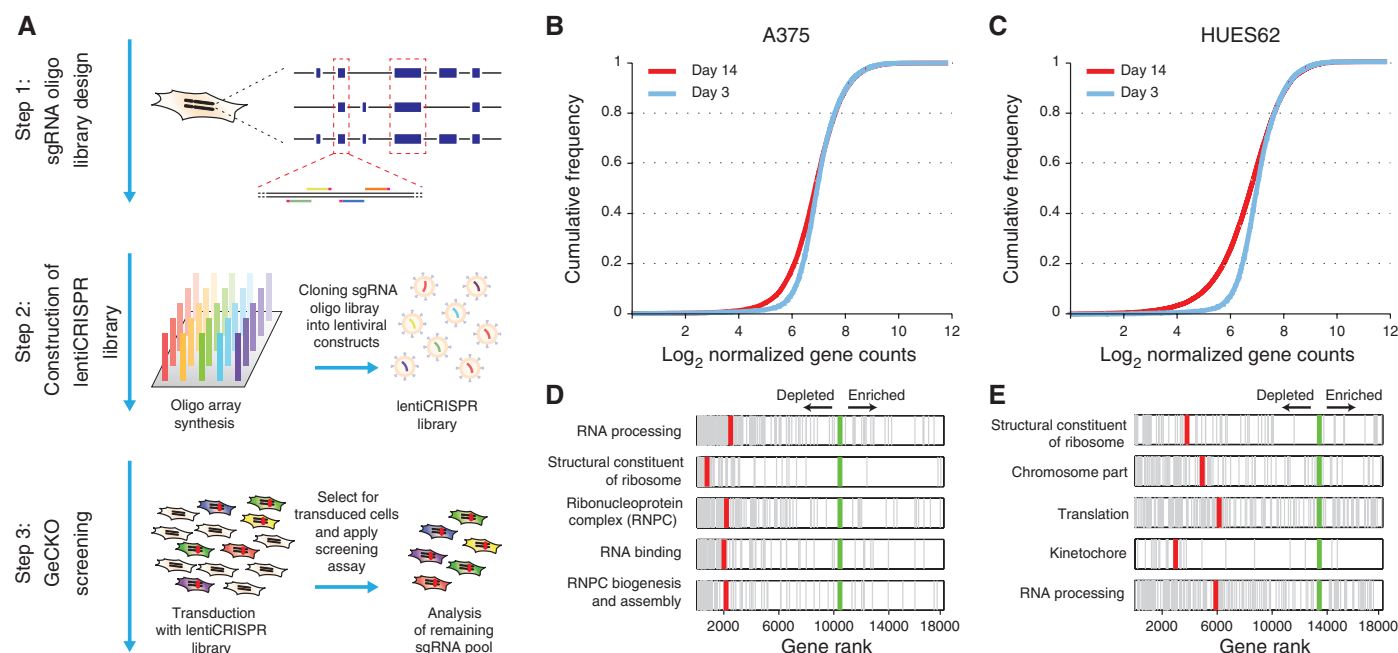 A
Step 1:
sgRNA oligo
library design
Step 2:
Construction of
lentiCRISPR
library
Oligo array
synthesis
Cloning sgRNA
oligo libray
into lentiviral
constructs
lentiCRISPR
library
Step 3:
GeCKO
screening
Transduction
with lentiCRISPR
library
Select for
transduced cells
and apply
screening
assay
Analysis
of remaining
sgRNA pool
B
A375
Day 14
Day 3
Cumulative frequency
1
0.8
0.6
0.4
0.2
0
2 4 6 8 10 12
Log2 normalized gene counts
C
HUES62
Day 14
Day 3
Cumulative frequency
1
0.8
0.6
0.4
0.2
0
2 4 6 8 10 12
Log2 normalized gene counts
D
Depleted Enriched
RNA processing
Structural constituent
of ribosome
Ribonucleoprotein
complex (RNPC)
RNA binding
RNPC biogenesis
and assembly
2000 6000 10000 14000 18000
Gene rank
E
Depleted Enriched
Structural constituent
of ribosome
Chromosome part
Translation
Kinetochore
RNA processing
2000 6000 10000 14000 18000
Gene rank